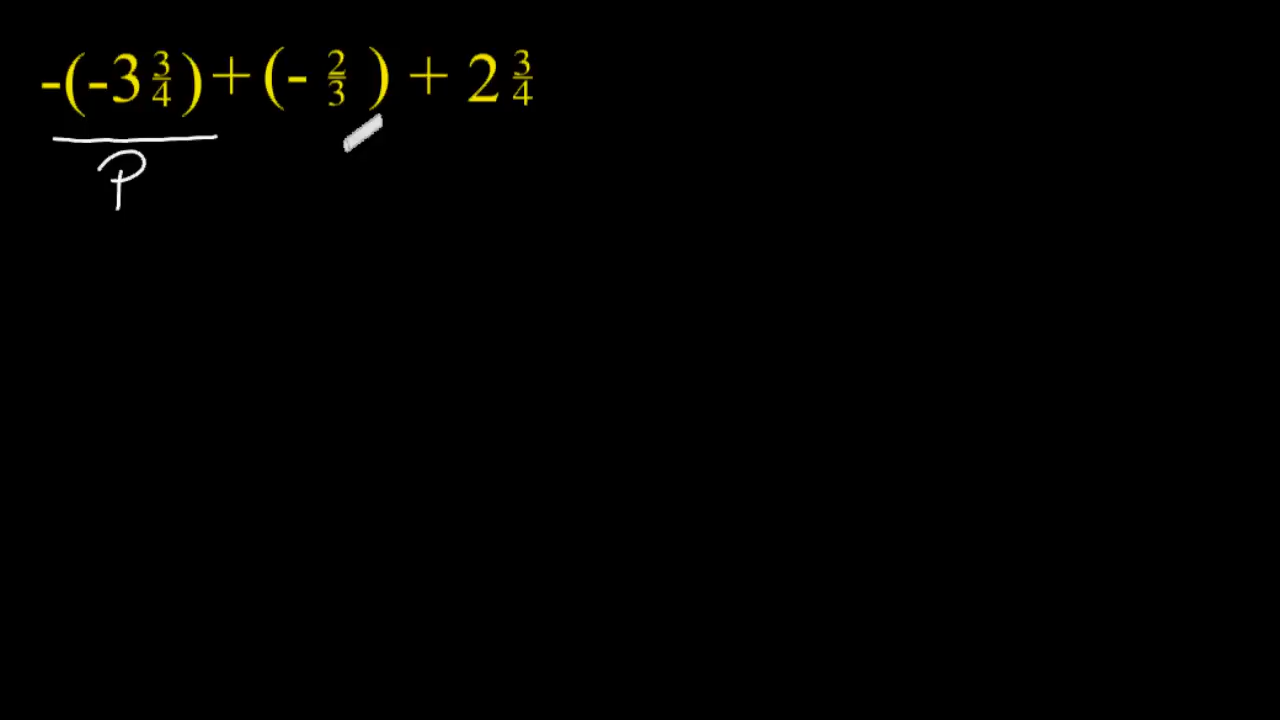 -(-3 3/4) + (- 2/3) + 2 3/4
P